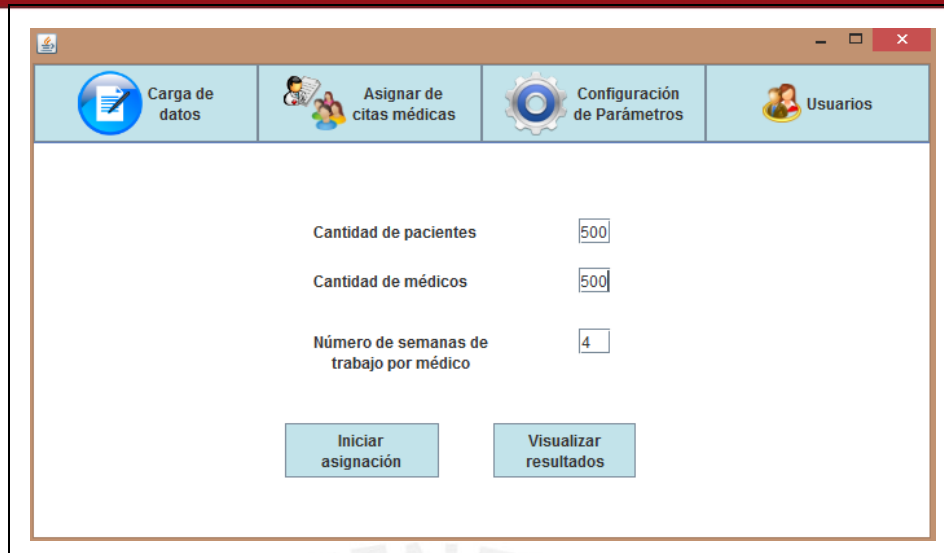 Carga de
datos
Asignar de
citas médicas
Configuración
de Parámetros
Usuarios
Cantidad de pacientes 500
Cantidad de médicos 500
Número de semanas de 4
trabajo por médico
Iniciar
asignación
Visualizar
resultados